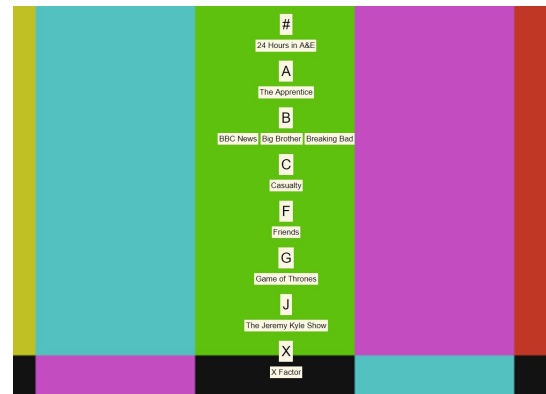 #
24 Hours in A&E
A
The Apprentice
B
BBC News Big Brother Breaking Bad
C
Casualty
F
Friends
G
Game of Thrones
J
The Jeremy Kyle Show
X
X Factor